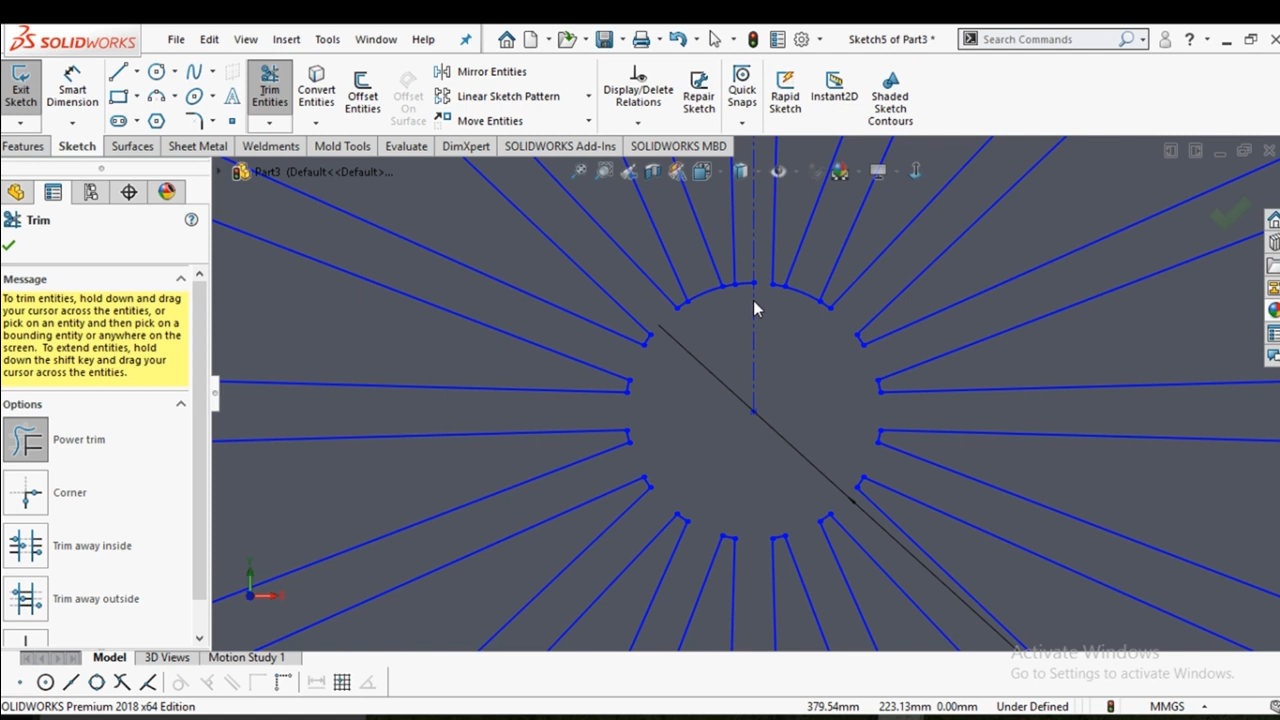 SOLIDWORKS
File Edit View Insert Tools Window Help
Sketch5 of Part3 *
Search Commands
Exit Sketch
Smart Dimension
Trim Entities
Convert Entities
Offset Entities
Offset On Surface
Mirror Entities
Linear Sketch Pattern
Move Entities
Display/Delete Relations
Repair Sketch
Quick Snaps
Rapid Sketch
Instant2D
Shaded Sketch Contours
Features Sketch Surfaces Sheet Metal Weldments Mold Tools Evaluate DimXpert SOLIDWORKS Add-Ins SOLIDWORKS MBD
Part3 (Default<<Default>...
Trim
Message
To trim entities, hold down and drag
your cursor across the entities, or
pick on an entity and then pick on a
bounding entity or anywhere on the
screen. To extend entities, hold
down the shift key and drag your
cursor across the entities.
Options
Power trim
Corner
Trim away inside
Trim away outside
Activate Windows
Go to Settings to activate Windows.
Model 3D Views Motion Study 1
OLIDWORKS Premium 2018 x64 Edition
379.54mm 223.13mm 0.00mm Under Defined MMGS